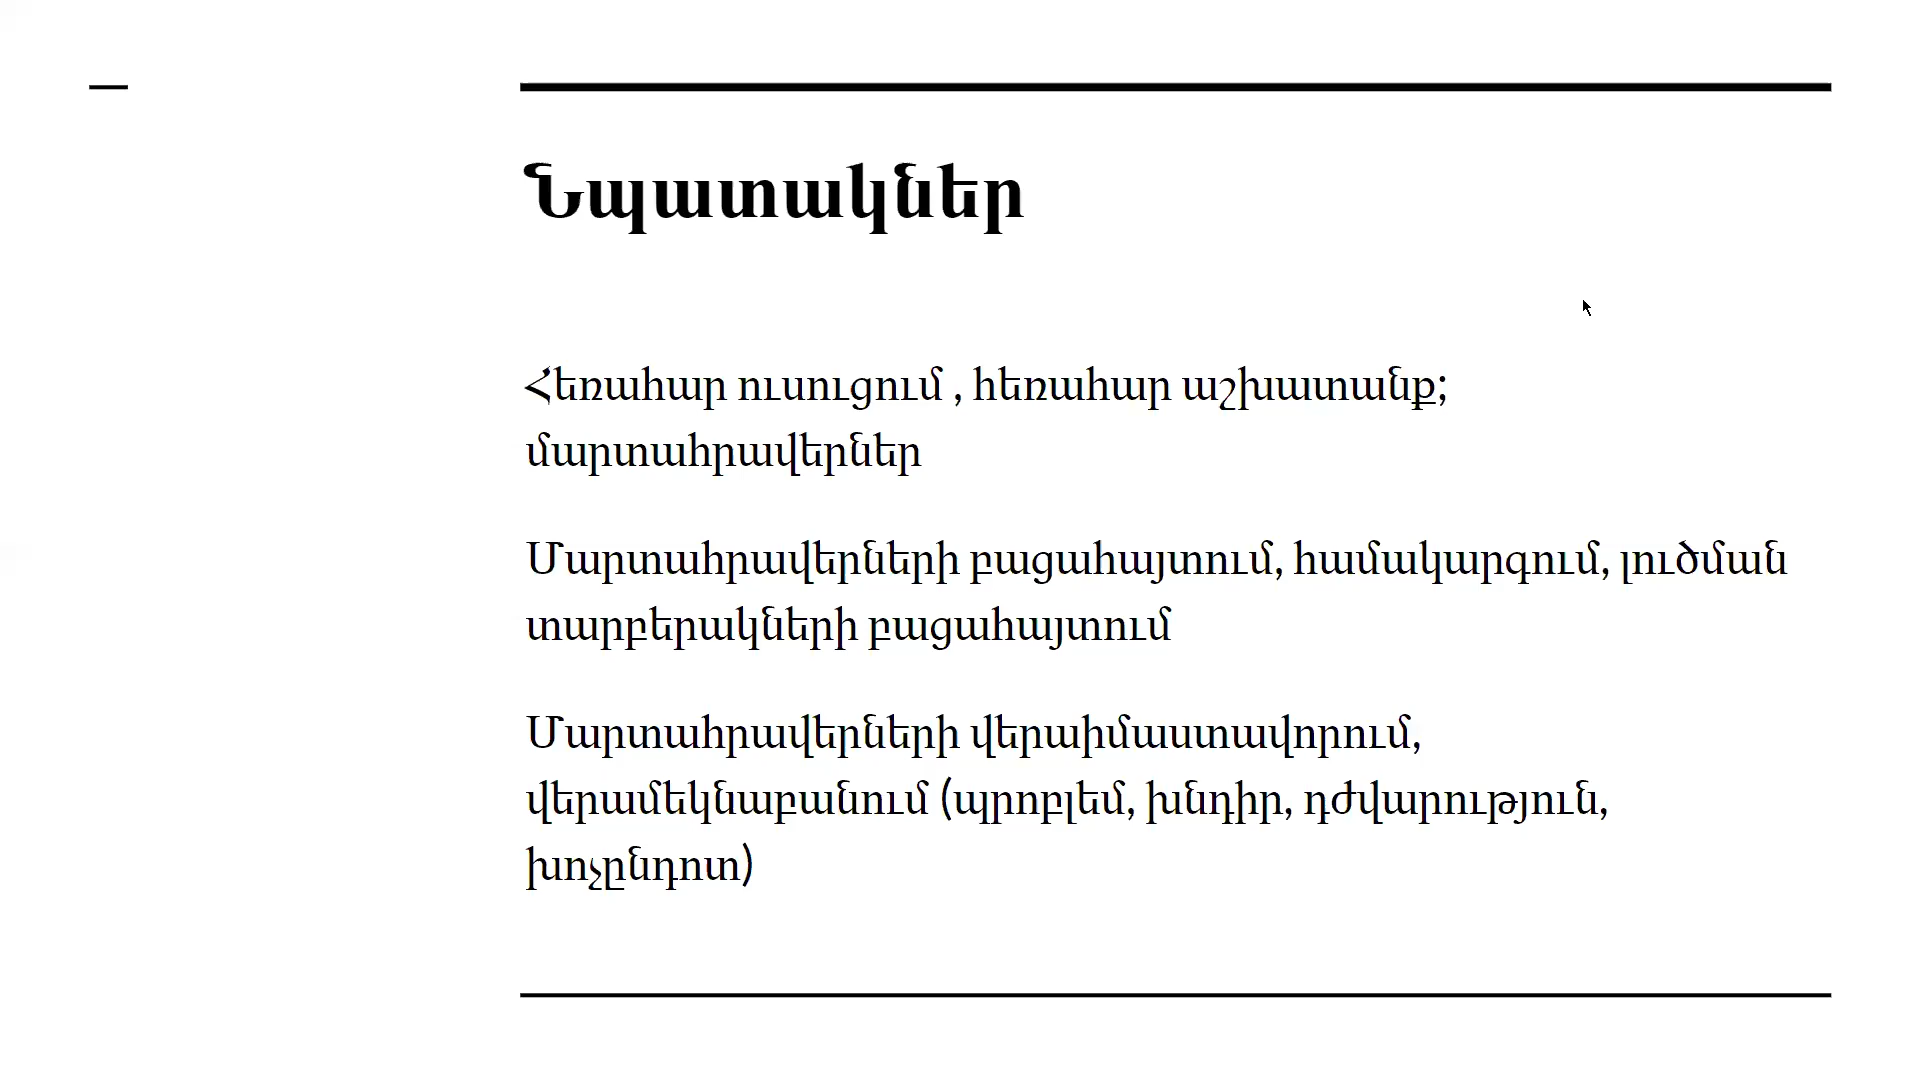 Նպատակներ
Հեռահար ուսուցում , հեռահար աշխատանք;
մարտահրավերներ
Մարտահրավերների բացահայտում, համակարգում, լուծման
տարբերակների բացահայտում
Մարտահրավերների վերաիմաստավորում,
վերամեկնաբանում (պրոբլեմ, խնդիր, դժվարություն,
խոչընդոտ)